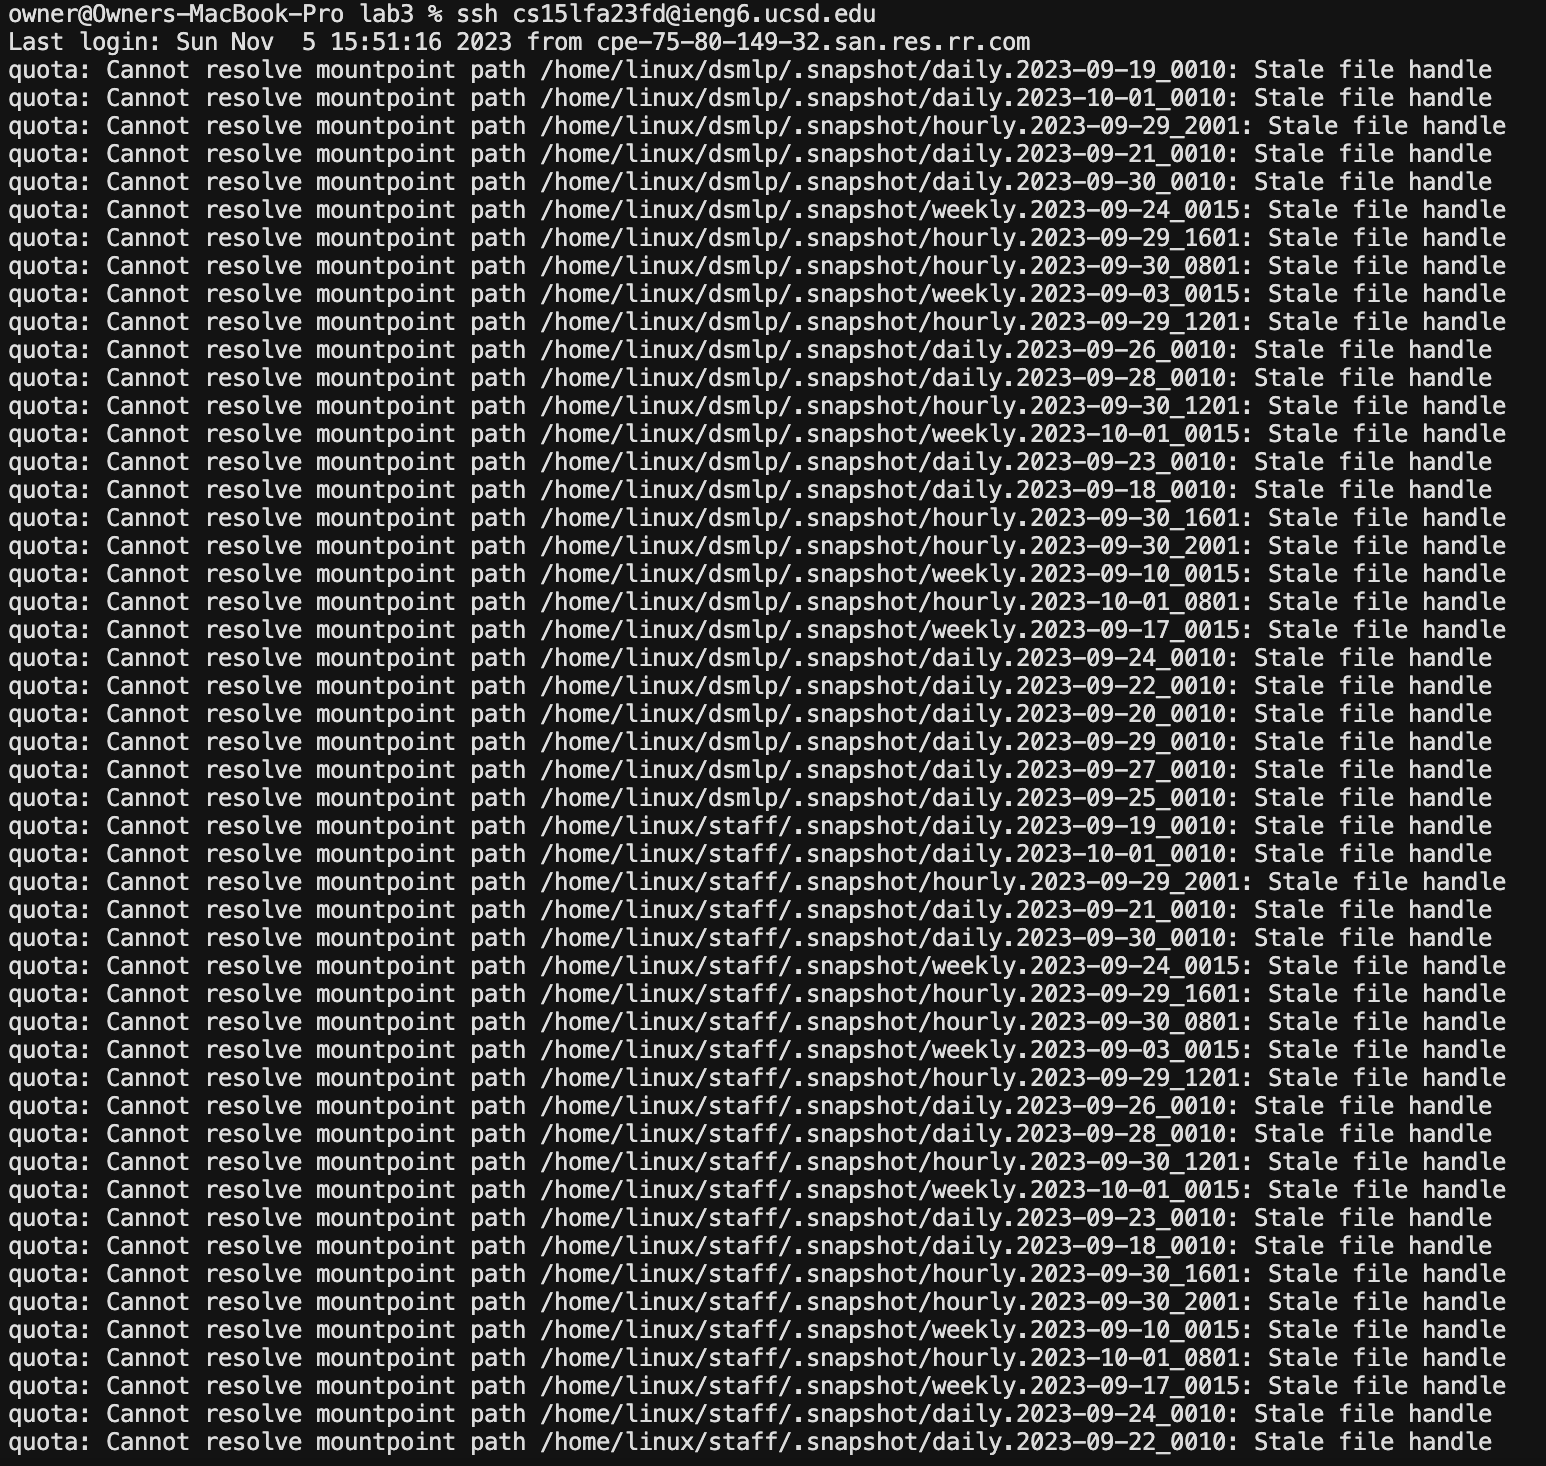 owner@Owners-MacBook-Pro lab3 % ssh cs15lfa23fd@ieng6.ucsd.edu
Last login: Sun Nov  5 15:51:16 2023 from cpe-75-80-149-32.san.res.rr.com
quota: Cannot resolve mountpoint path /home/linux/dsmlp/.snapshot/daily.2023-09-19_0010: Stale file handle
quota: Cannot resolve mountpoint path /home/linux/dsmlp/.snapshot/daily.2023-10-01_0010: Stale file handle
quota: Cannot resolve mountpoint path /home/linux/dsmlp/.snapshot/hourly.2023-09-29_2001: Stale file handle
quota: Cannot resolve mountpoint path /home/linux/dsmlp/.snapshot/daily.2023-09-21_0010: Stale file handle
quota: Cannot resolve mountpoint path /home/linux/dsmlp/.snapshot/daily.2023-09-30_0010: Stale file handle
quota: Cannot resolve mountpoint path /home/linux/dsmlp/.snapshot/weekly.2023-09-24_0015: Stale file handle
quota: Cannot resolve mountpoint path /home/linux/dsmlp/.snapshot/hourly.2023-09-29_1601: Stale file handle
quota: Cannot resolve mountpoint path /home/linux/dsmlp/.snapshot/hourly.2023-09-30_0801: Stale file handle
quota: Cannot resolve mountpoint path /home/linux/dsmlp/.snapshot/weekly.2023-09-03_0015: Stale file handle
quota: Cannot resolve mountpoint path /home/linux/dsmlp/.snapshot/hourly.2023-09-29_1201: Stale file handle
quota: Cannot resolve mountpoint path /home/linux/dsmlp/.snapshot/daily.2023-09-26_0010: Stale file handle
quota: Cannot resolve mountpoint path /home/linux/dsmlp/.snapshot/daily.2023-09-28_0010: Stale file handle
quota: Cannot resolve mountpoint path /home/linux/dsmlp/.snapshot/hourly.2023-09-30_1201: Stale file handle
quota: Cannot resolve mountpoint path /home/linux/dsmlp/.snapshot/weekly.2023-10-01_0015: Stale file handle
quota: Cannot resolve mountpoint path /home/linux/dsmlp/.snapshot/daily.2023-09-23_0010: Stale file handle
quota: Cannot resolve mountpoint path /home/linux/dsmlp/.snapshot/daily.2023-09-18_0010: Stale file handle
quota: Cannot resolve mountpoint path /home/linux/dsmlp/.snapshot/hourly.2023-09-30_1601: Stale file handle
quota: Cannot resolve mountpoint path /home/linux/dsmlp/.snapshot/hourly.2023-09-30_2001: Stale file handle
quota: Cannot resolve mountpoint path /home/linux/dsmlp/.snapshot/weekly.2023-09-10_0015: Stale file handle
quota: Cannot resolve mountpoint path /home/linux/dsmlp/.snapshot/hourly.2023-10-01_0801: Stale file handle
quota: Cannot resolve mountpoint path /home/linux/dsmlp/.snapshot/weekly.2023-09-17_0015: Stale file handle
quota: Cannot resolve mountpoint path /home/linux/dsmlp/.snapshot/daily.2023-09-24_0010: Stale file handle
quota: Cannot resolve mountpoint path /home/linux/dsmlp/.snapshot/daily.2023-09-22_0010: Stale file handle
quota: Cannot resolve mountpoint path /home/linux/dsmlp/.snapshot/daily.2023-09-20_0010: Stale file handle
quota: Cannot resolve mountpoint path /home/linux/dsmlp/.snapshot/daily.2023-09-29_0010: Stale file handle
quota: Cannot resolve mountpoint path /home/linux/dsmlp/.snapshot/daily.2023-09-27_0010: Stale file handle
quota: Cannot resolve mountpoint path /home/linux/dsmlp/.snapshot/daily.2023-09-25_0010: Stale file handle
quota: Cannot resolve mountpoint path /home/linux/staff/.snapshot/daily.2023-09-19_0010: Stale file handle
quota: Cannot resolve mountpoint path /home/linux/staff/.snapshot/daily.2023-10-01_0010: Stale file handle
quota: Cannot resolve mountpoint path /home/linux/staff/.snapshot/hourly.2023-09-29_2001: Stale file handle
quota: Cannot resolve mountpoint path /home/linux/staff/.snapshot/daily.2023-09-21_0010: Stale file handle
quota: Cannot resolve mountpoint path /home/linux/staff/.snapshot/daily.2023-09-30_0010: Stale file handle
quota: Cannot resolve mountpoint path /home/linux/staff/.snapshot/weekly.2023-09-24_0015: Stale file handle
quota: Cannot resolve mountpoint path /home/linux/staff/.snapshot/hourly.2023-09-29_1601: Stale file handle
quota: Cannot resolve mountpoint path /home/linux/staff/.snapshot/hourly.2023-09-30_0801: Stale file handle
quota: Cannot resolve mountpoint path /home/linux/staff/.snapshot/weekly.2023-09-03_0015: Stale file handle
quota: Cannot resolve mountpoint path /home/linux/staff/.snapshot/hourly.2023-09-29_1201: Stale file handle
quota: Cannot resolve mountpoint path /home/linux/staff/.snapshot/daily.2023-09-26_0010: Stale file handle
quota: Cannot resolve mountpoint path /home/linux/staff/.snapshot/daily.2023-09-28_0010: Stale file handle
quota: Cannot resolve mountpoint path /home/linux/staff/.snapshot/hourly.2023-09-30_1201: Stale file handle
quota: Cannot resolve mountpoint path /home/linux/staff/.snapshot/weekly.2023-10-01_0015: Stale file handle
quota: Cannot resolve mountpoint path /home/linux/staff/.snapshot/daily.2023-09-23_0010: Stale file handle
quota: Cannot resolve mountpoint path /home/linux/staff/.snapshot/daily.2023-09-18_0010: Stale file handle
quota: Cannot resolve mountpoint path /home/linux/staff/.snapshot/hourly.2023-09-30_1601: Stale file handle
quota: Cannot resolve mountpoint path /home/linux/staff/.snapshot/hourly.2023-09-30_2001: Stale file handle
quota: Cannot resolve mountpoint path /home/linux/staff/.snapshot/weekly.2023-09-10_0015: Stale file handle
quota: Cannot resolve mountpoint path /home/linux/staff/.snapshot/hourly.2023-10-01_0801: Stale file handle
quota: Cannot resolve mountpoint path /home/linux/staff/.snapshot/weekly.2023-09-17_0015: Stale file handle
quota: Cannot resolve mountpoint path /home/linux/staff/.snapshot/daily.2023-09-24_0010: Stale file handle
quota: Cannot resolve mountpoint path /home/linux/staff/.snapshot/daily.2023-09-22_0010: Stale file handle